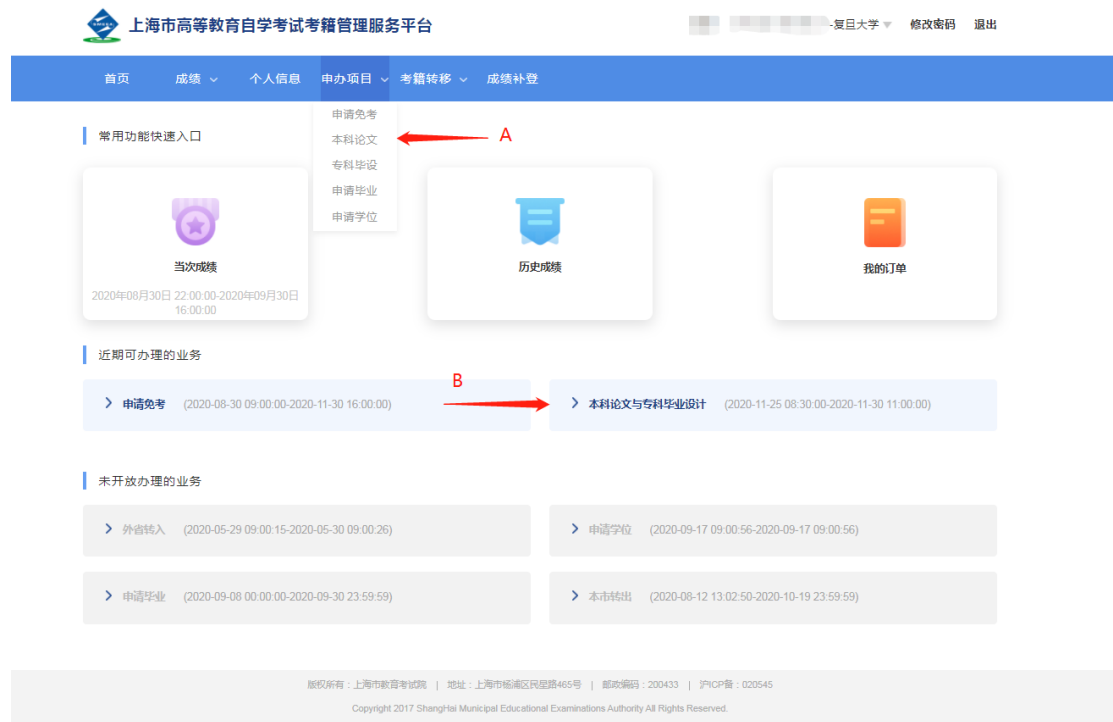 上海市高等教育自学考试考籍管理服务平台
-复旦大学 修改密码 退出
首页 成绩 个人信息 申办项目 考籍转移 成绩补登
申请免考
本科论文
专科毕设
申请毕业
申请学位
A
常用功能快速入口
当次成绩
2020年08月30日 22:00:00-2020年09月30日
16:00:00
历史成绩
我的订单
近期可办理的业务
B
申请免考 (2020-08-30 09:00:00-2020-11-30 16:00:00)
本科论文与专科毕业设计 (2020-11-25 08:30:00-2020-11-30 11:00:00)
未开放办理的业务
外省转入 (2020-05-29 09:00:15-2020-05-30 09:00:26)
申请学位 (2020-09-17 09:00:56-2020-09-17 09:00:56)
申请毕业 (2020-09-08 00:00:00-2020-09-30 23:59:59)
本市转出 (2020-08-12 13:02:50-2020-10-19 23:59:59)
版权所有:上海市教育考试院 | 地址:上海市杨浦区民星路465号 | 邮政编码:200433 | 沪ICP备:020545
Copyright 2017 ShangHai Municipal Educational Examinations Authority All Rights Reserved.